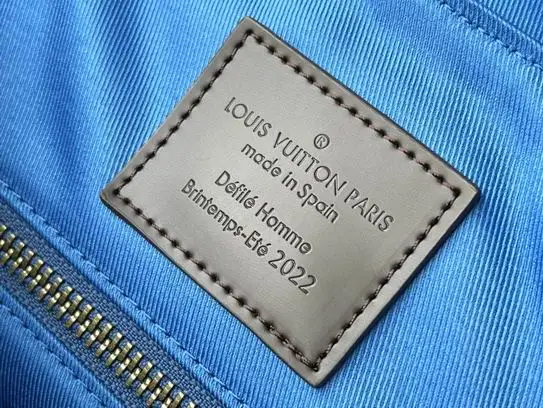 ®
LOUIS VUITTON PARIS
made in Spain
Défilé Homme
Printemps-Eté 2022